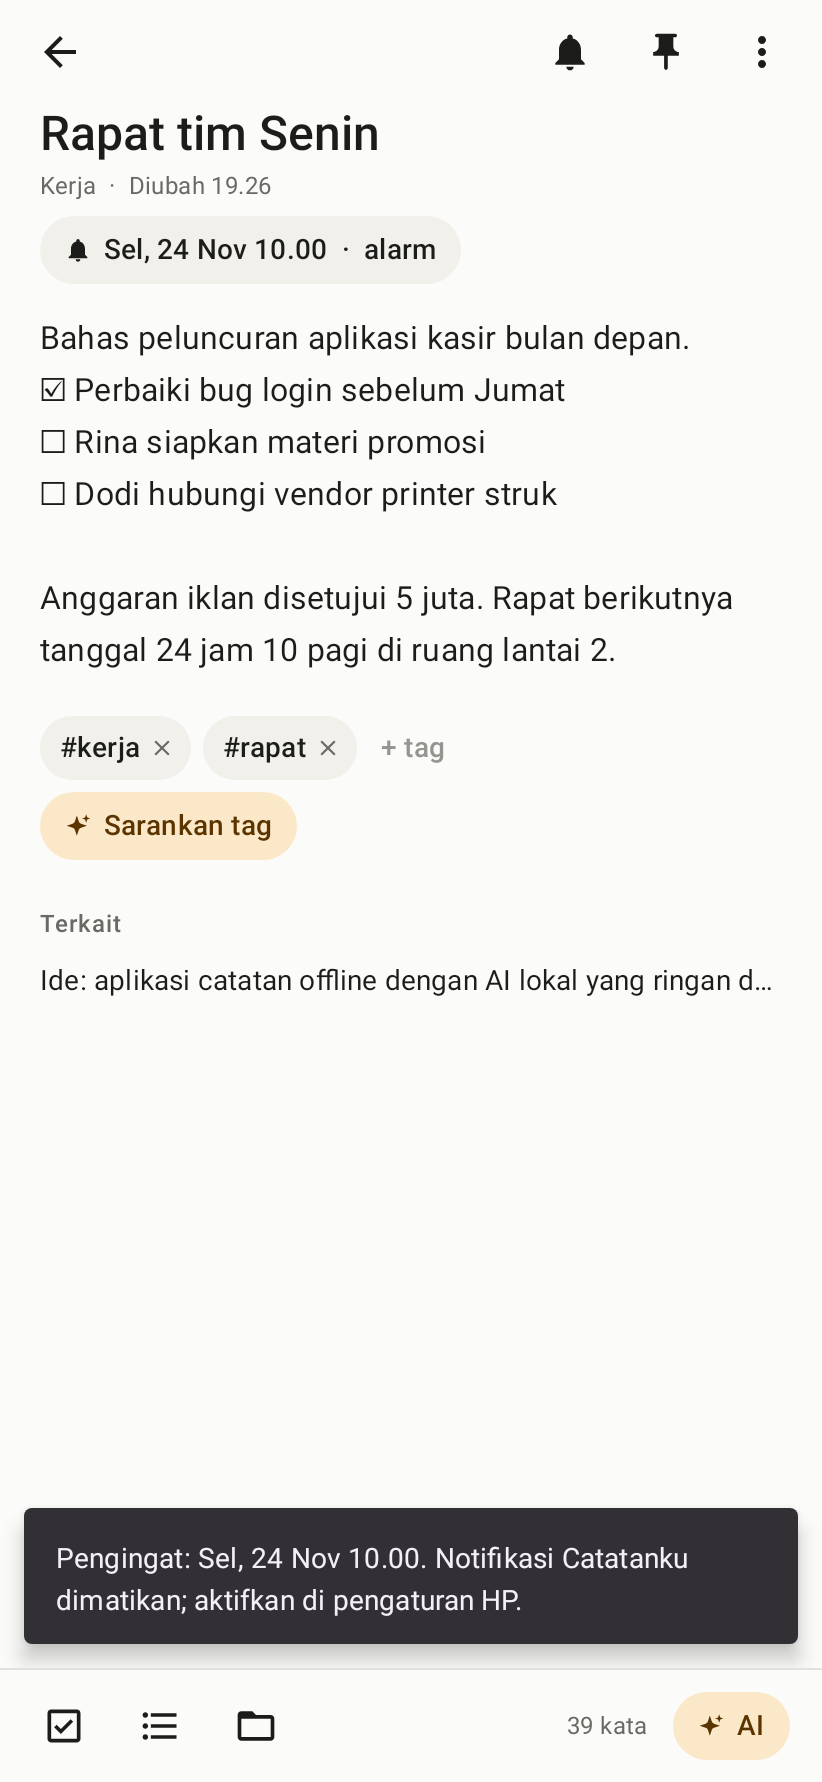 Rapat tim Senin
Kerja · Diubah 19.26
Sel, 24 Nov 10.00 · alarm
Bahas peluncuran aplikasi kasir bulan depan.
☑ Perbaiki bug login sebelum Jumat
☐ Rina siapkan materi promosi
☐ Dodi hubungi vendor printer struk
Anggaran iklan disetujui 5 juta. Rapat berikutnya
tanggal 24 jam 10 pagi di ruang lantai 2.
#kerja × #rapat × + tag
Sarankan tag
Terkait
Ide: aplikasi catatan offline dengan AI lokal yang ringan d…
Pengingat: Sel, 24 Nov 10.00. Notifikasi Catatanku
dimatikan; aktifkan di pengaturan HP.
39 kata AI